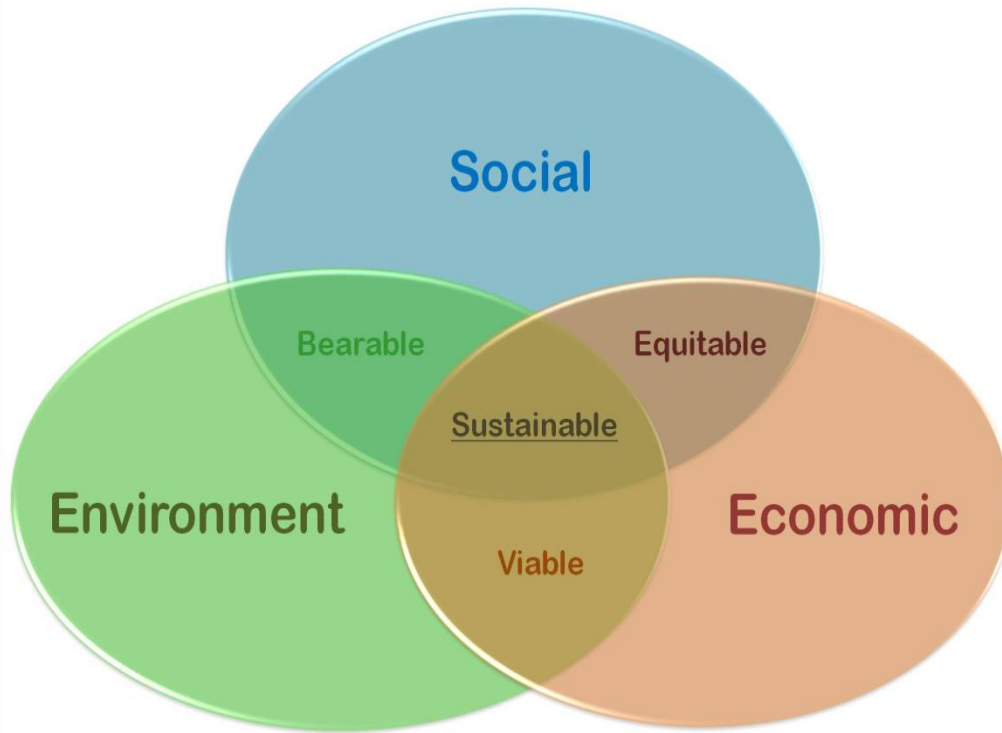 Social
Bearable
Equitable
Sustainable
Environment
Economic
Viable